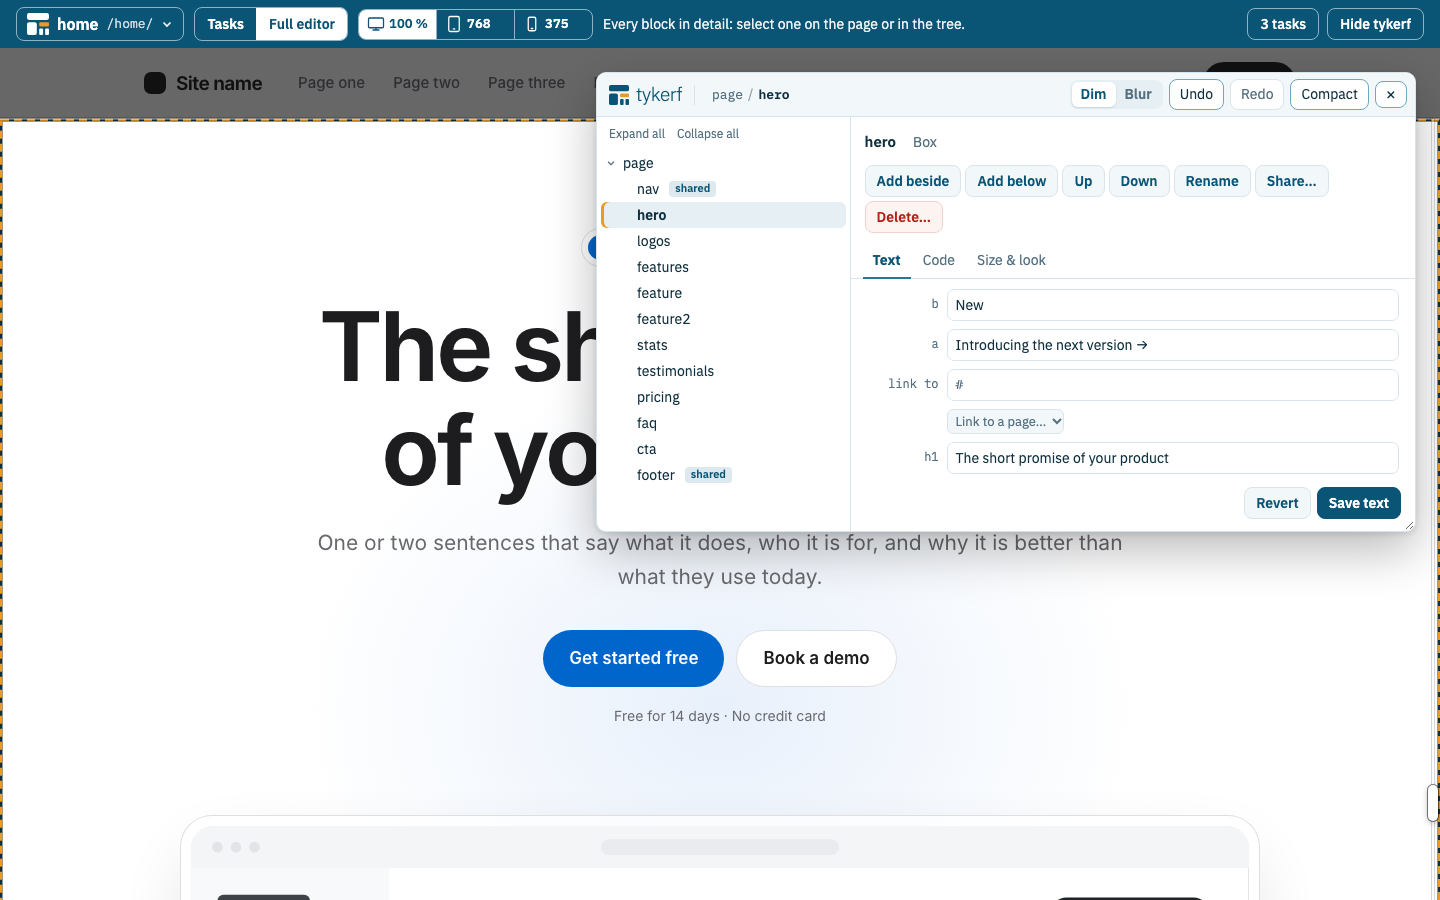 home /home/
Tasks Full editor
100 % 768 375
Every block in detail: select one on the page or in the tree.
3 tasks Hide tykerf
Site name Page one Page two Page three
tykerf page / hero
Dim Blur Undo Redo Compact ×
Expand all Collapse all
page
nav shared
hero
logos
features
feature
feature2
stats
testimonials
pricing
faq
cta
footer shared
hero Box
Add beside Add below Up Down Rename Share...
Delete...
Text Code Size & look
b New
a Introducing the next version →
link to #
Link to a page...
h1 The short promise of your product
Revert Save text
The sh
of yo
One or two sentences that say what it does, who it is for, and why it is better than
what they use today.
Get started free Book a demo
Free for 14 days · No credit card